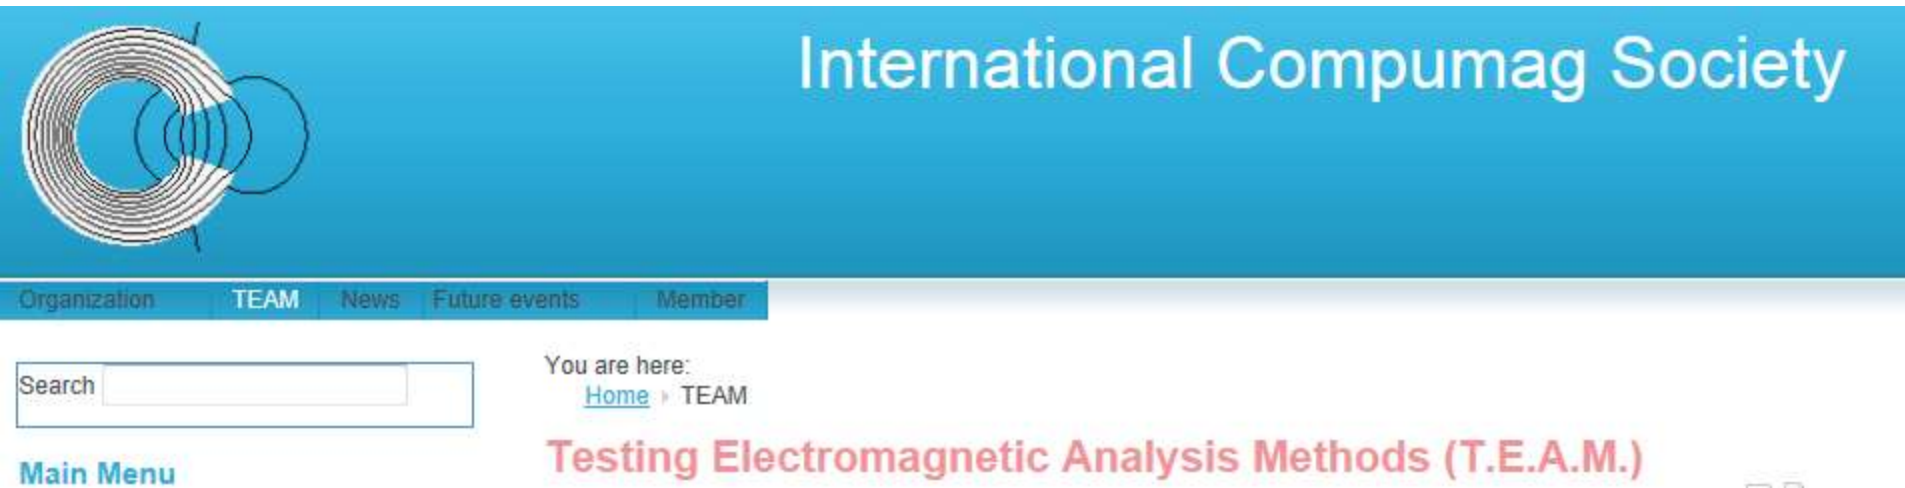 International Compumag Society
Organization TEAM News Future events Member
Search
You are here:
Home TEAM
Testing Electromagnetic Analysis Methods (T.E.A.M.)
Main Menu